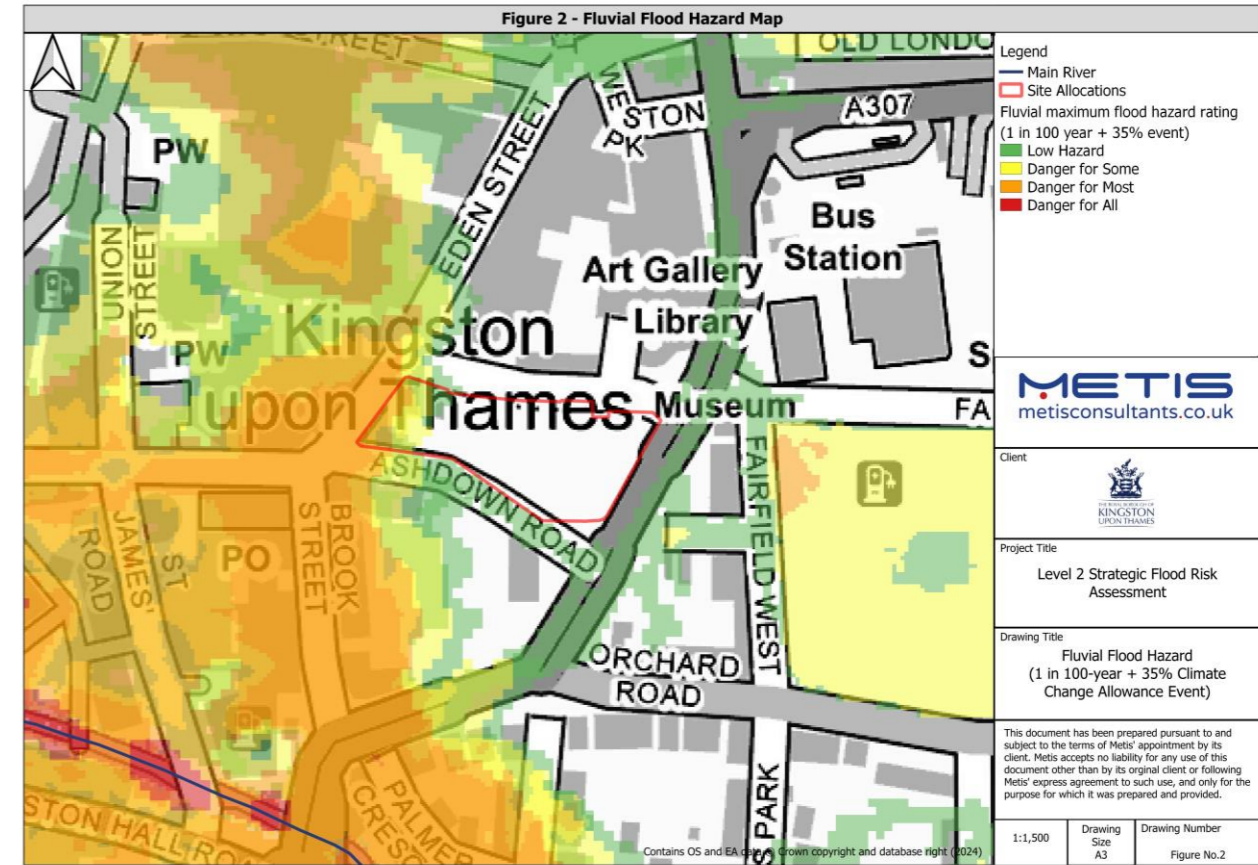 Figure 2 - Fluvial Flood Hazard Map
OLD LONDO
STREET
WESTON
PK
A307
EDEN STREET
PW
Bus
Station
UNION
STREET
Art Gallery
Library
Museum
PW
Kingston
upon Thames
S
FA
ASHDOWN ROAD
FAIRFIELD WEST
BROOK
STREET
ST
JAMES'
ROAD
PO
ORCHARD
ROAD
S PARK
PALMER
CRESC
STON HALL RO
Contains OS and EA data © Crown copyright and database right (2024)
Legend
Main River
Site Allocations
Fluvial maximum flood hazard rating
(1 in 100 year + 35% event)
Low Hazard
Danger for Some
Danger for Most
Danger for All
METIS
metisconsultants.co.uk
Client
THE ROYAL BOROUGH OF
KINGSTON
UPON THAMES
Project Title
Level 2 Strategic Flood Risk
Assessment
Drawing Title
Fluvial Flood Hazard
(1 in 100-year + 35% Climate
Change Allowance Event)
This document has been prepared pursuant to and
subject to the terms of Metis' appointment by its
client. Metis accepts no liability for any use of this
document other than by its orginal client or following
Metis' express agreement to such use, and only for the
purpose for which it was prepared and provided.
1:1,500
Drawing
Size
A3
Drawing Number
Figure No.2